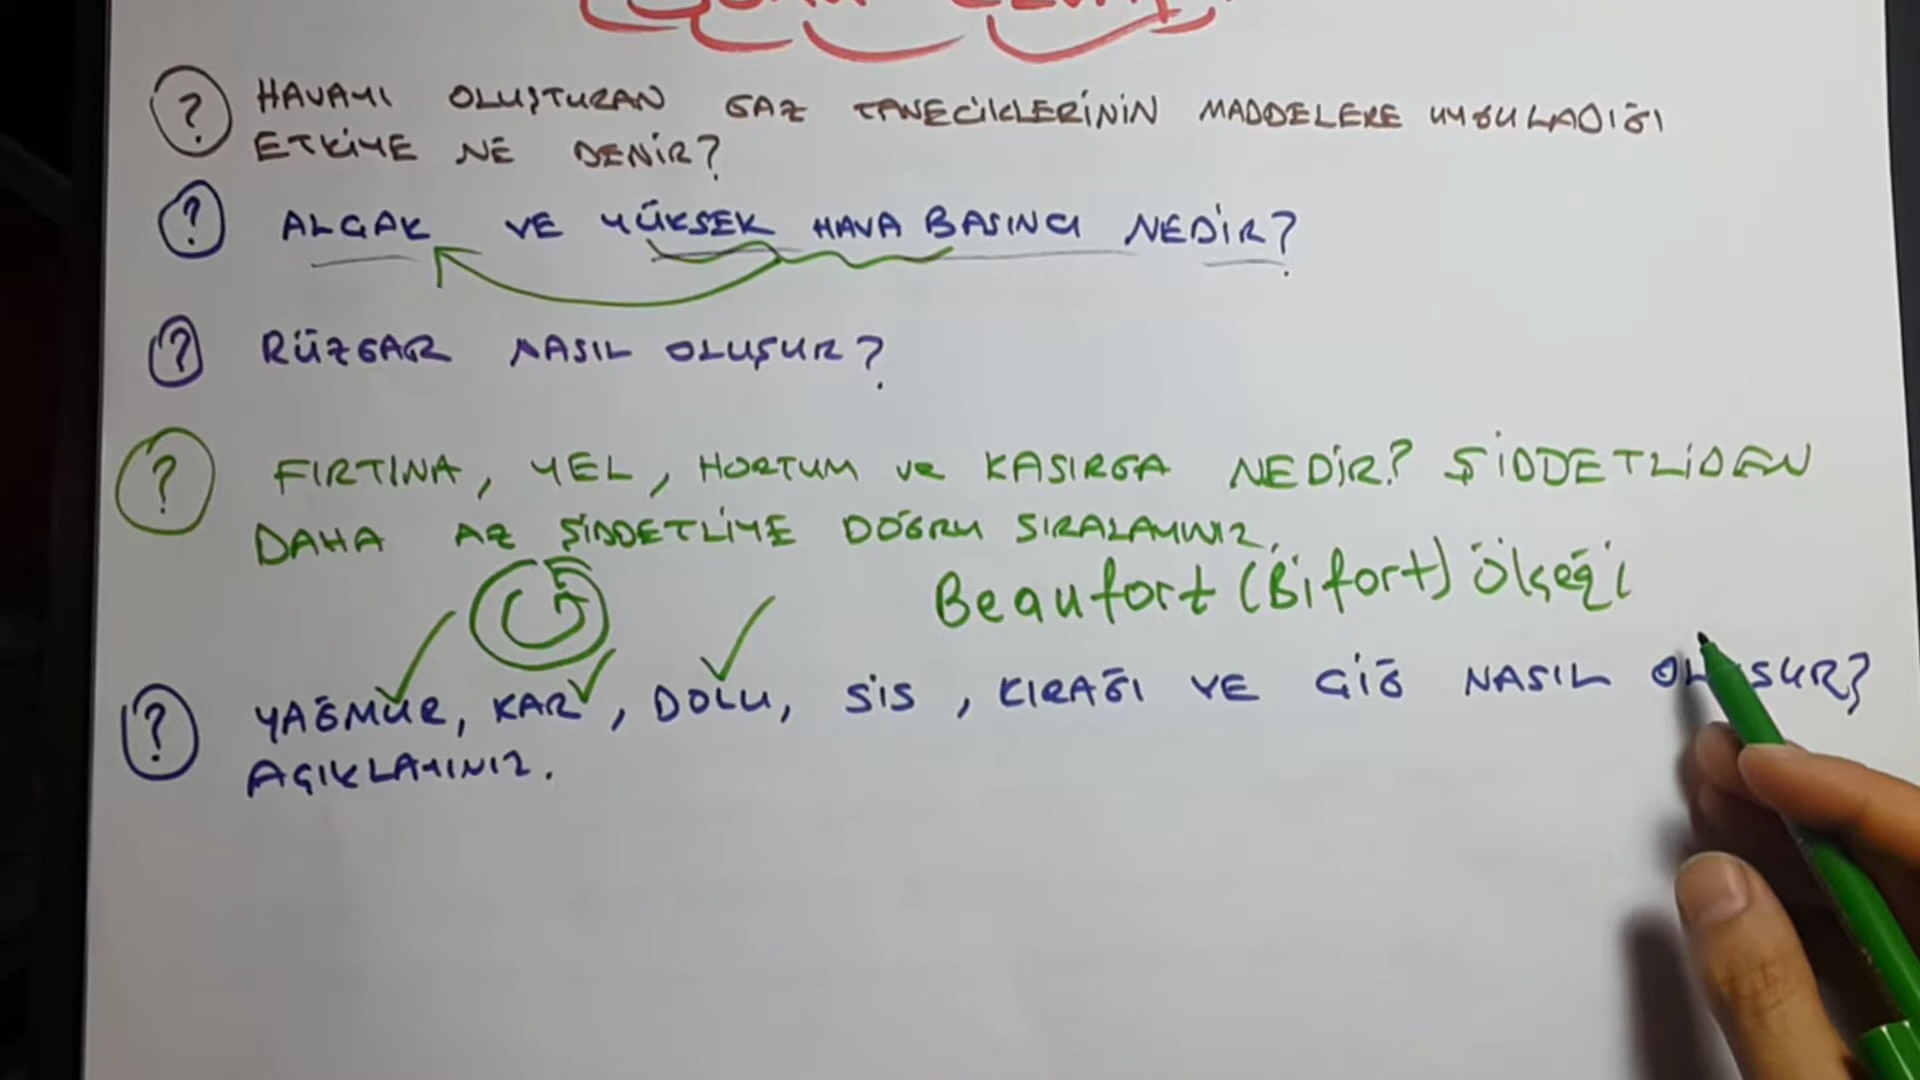 ? HAVAYI OLUŞTURAN GAZ TANECİKLERİNİN MADDELERE UYGULADIĞI
ETKİYE NE DENİR?
? ALÇAK VE YÜKSEK HAVA BASINCI NEDİR?
? RÜZGAR NASIL OLUŞUR?
? FIRTINA, YEL, HORTUM ve KASIRGA NEDİR? ŞİDDETLİDEN
DAHA AZ ŞİDDETLİYE DOĞRU SIRALAYINIZ.
Beaufort (Bifort) Ölçeği
? YAĞMUR, KAR, DOLU, SİS, KIRAĞI VE ÇİĞ NASIL OLUŞUR?
AÇIKLAYINIZ.